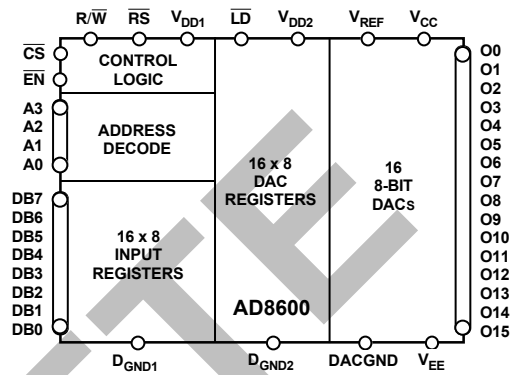 R/W̅ R̅S̅ VDD1 L̅D̅ VDD2 VREF VCC
C̅S̅
E̅N̅
A3
A2
A1
A0
DB7
DB6
DB5
DB4
DB3
DB2
DB1
DB0
CONTROL
LOGIC
ADDRESS
DECODE
16 x 8
INPUT
REGISTERS
16 x 8
DAC
REGISTERS
AD8600
16
8-BIT
DACs
O0
O1
O2
O3
O4
O5
O6
O7
O8
O9
O10
O11
O12
O13
O14
O15
DGND1 DGND2 DACGND VEE